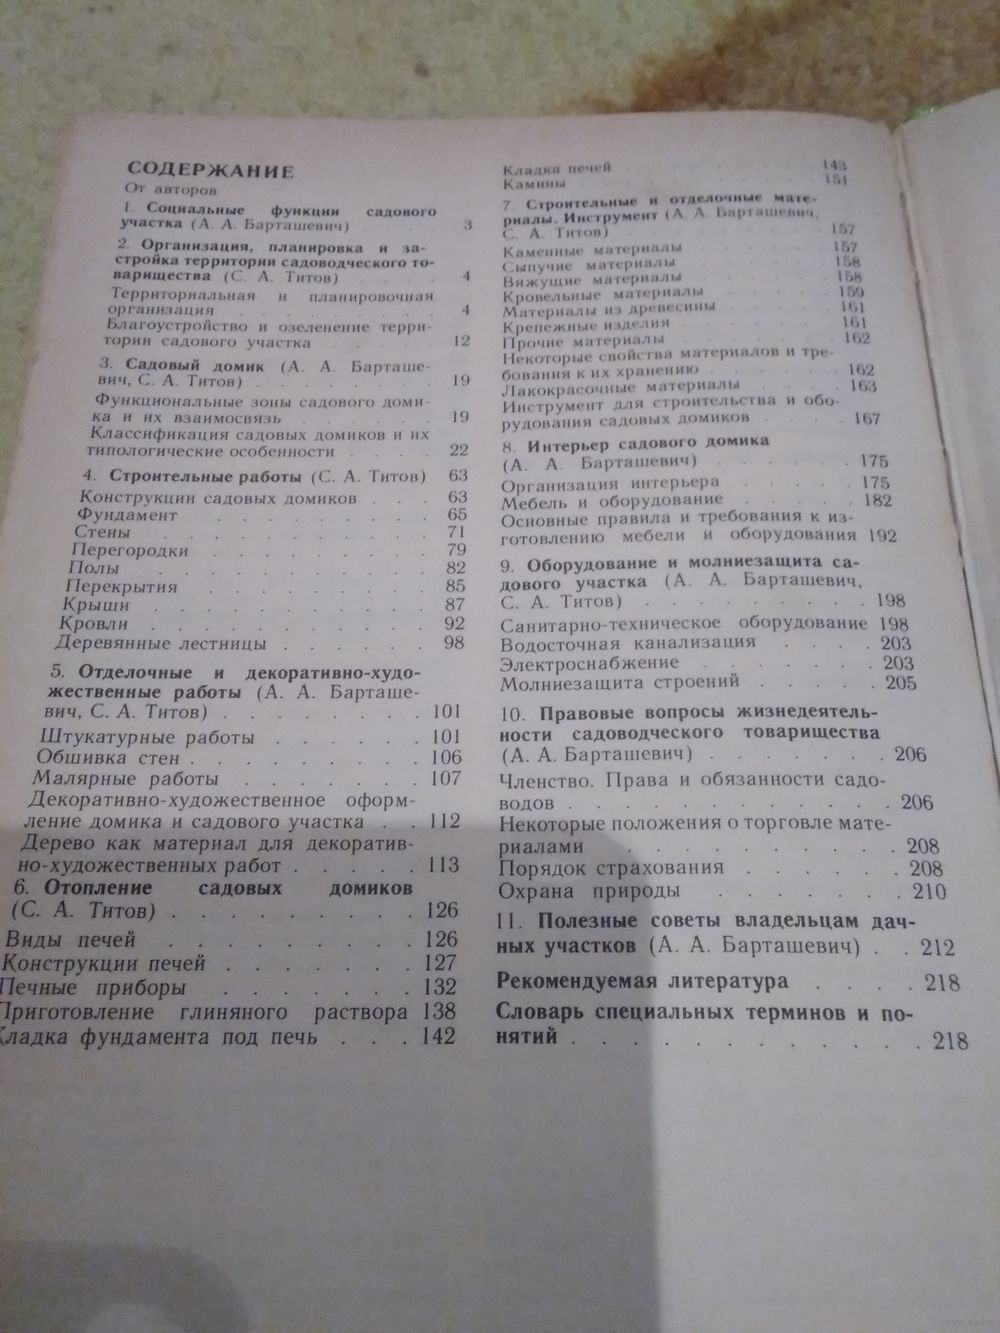 СОДЕРЖАНИЕ
От авторов
1. Социальные функции садового
участка (А. А. Барташевич) . . . 3
2. Организация, планировка и за-
стройка территории садоводческого то-
варищества (С. А. Титов) . . . . 4
Территориальная и планировочная
организация . . . . . . . 4
Благоустройство и озеленение терри-
тории садового участка . . . . . 12
3. Садовый домик (А. А. Барташе-
вич, С. А. Титов) . . . . . . . 19
Функциональные зоны садового доми-
ка и их взаимосвязь . . . . . . 19
Классификация садовых домиков и их
типологические особенности . . . . 22
4. Строительные работы (С. А. Титов) 63
Конструкции садовых домиков . . . 63
Фундамент . . . . . . . 65
Стены . . . . . . . . . 71
Перегородки . . . . . . . 79
Полы . . . . . . . . . 82
Перекрытия . . . . . . . 85
Крыши . . . . . . . . . 87
Кровли . . . . . . . . . 92
Деревянные лестницы . . . . . . 98
5. Отделочные и декоративно-худо-
жественные работы (А. А. Барташе-
вич, С. А. Титов) . . . . . . . 101
Штукатурные работы . . . . . . 101
Обшивка стен . . . . . . . . 106
Малярные работы . . . . . . 107
Декоративно-художественное оформ-
ление домика и садового участка . . 112
Дерево как материал для декоратив-
но-художественных работ . . . . . 113
6. Отопление садовых домиков
(С. А. Титов) . . . . . . . . . 126
Виды печей . . . . . . . . . 126
Конструкции печей . . . . . . . 127
Печные приборы . . . . . . . 132
Приготовление глиняного раствора 138
Кладка фундамента под печь . . . 142
Кладка печей . . . . . . 143
Камины . . . . . . . 151
7. Строительные и отделочные мате-
риалы. Инструмент (А. А. Барташевич,
С. А. Титов) . . . . . . . 157
Каменные материалы . . . . . 157
Сыпучие материалы . . . . . 158
Вяжущие материалы . . . . . 158
Кровельные материалы . . . . 159
Материалы из древесины . . . . 161
Крепежные изделия . . . . . 161
Прочие материалы . . . . . 162
Некоторые свойства материалов и тре-
бования к их хранению . . . . . 162
Лакокрасочные материалы . . . . 163
Инструмент для строительства и обо-
рудования садовых домиков . . . . 167
8. Интерьер садового домика
(А. А. Барташевич) . . . . . . 175
Организация интерьера . . . . . 175
Мебель и оборудование . . . . . 182
Основные правила и требования к из-
готовлению мебели и оборудования 192
9. Оборудование и молниезащита са-
дового участка (А. А. Барташевич,
С. А. Титов) . . . . . . . . . 198
Санитарно-техническое оборудование 198
Водосточная канализация . . . . 203
Электроснабжение . . . . . . 203
Молниезащита строений . . . . . 205
10. Правовые вопросы жизнедеятель-
ности садоводческого товарищества
(А. А. Барташевич) . . . . . . . 206
Членство. Права и обязанности садо-
водов . . . . . . . . . . . . 206
Некоторые положения о торговле мате-
риалами . . . . . . . . . . 208
Порядок страхования . . . . . . 208
Охрана природы . . . . . . . 210
11. Полезные советы владельцам дач-
ных участков (А. А. Барташевич) . . 212
Рекомендуемая литература . . . . 218
Словарь специальных терминов и по-
нятий . . . . . . . . . . . . 218
www.ay.by